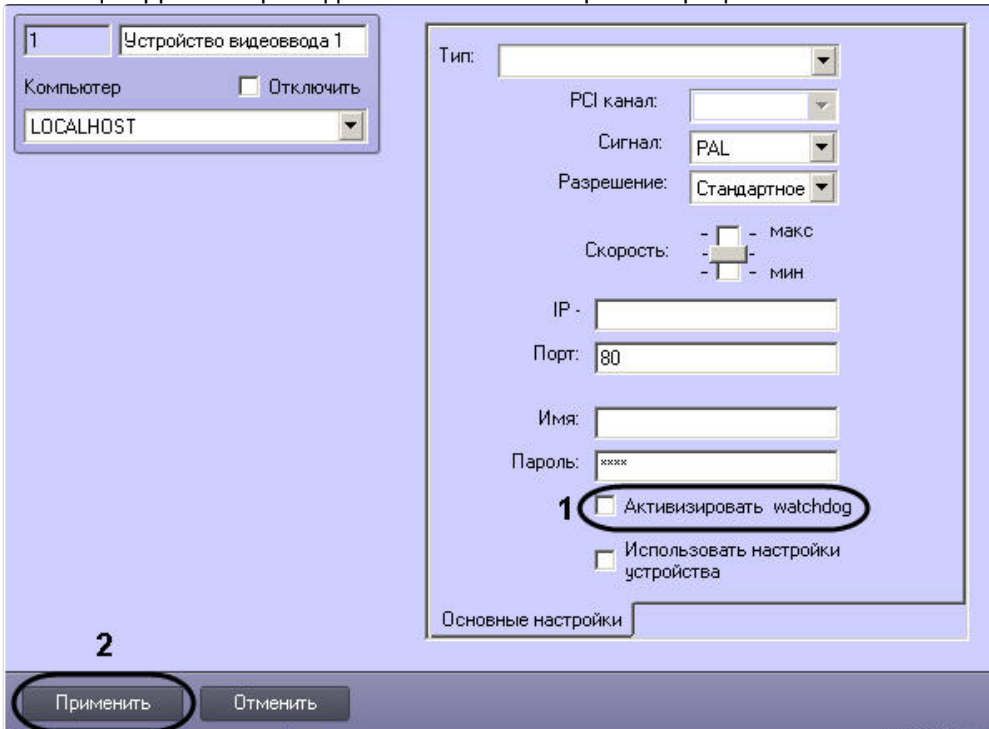 1 Устройство видеоввода 1
Компьютер Отключить
LOCALHOST
Тип:
PCI канал:
Сигнал: PAL
Разрешение: Стандартное
Скорость:
- - макс
- -
- - мин
IP -
Порт: 80
Имя:
Пароль: ××××
1 Активизировать watchdog
Использовать настройки
устройства
Основные настройки
2
Применить Отменить